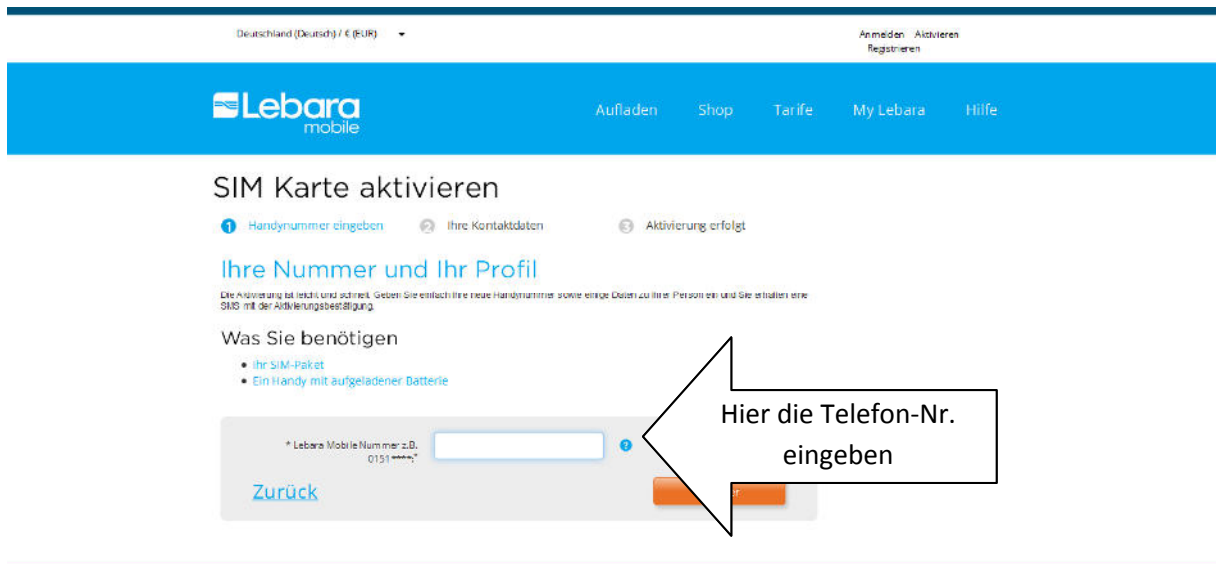 Deutschland (Deutsch) / € (EUR)
Anmelden Aktivieren
Registrieren
Lebara
mobile
Aufladen Shop Tarife My Lebara Hilfe
SIM Karte aktivieren
1 Handynummer eingeben 2 Ihre Kontaktdaten 3 Aktivierung erfolgt
Ihre Nummer und Ihr Profil
Die Aktivierung ist leicht und schnell. Geben Sie einfach Ihre neue Handynummer sowie einige Daten zu Ihrer Person ein und Sie erhalten eine
SMS mit der Aktivierungsbestätigung.
Was Sie benötigen
• Ihr SIM-Paket
• Ein Handy mit aufgeladener Batterie
* Lebara Mobile Nummer z.B.
0151****:*
?
Hier die Telefon-Nr.
eingeben
Zurück